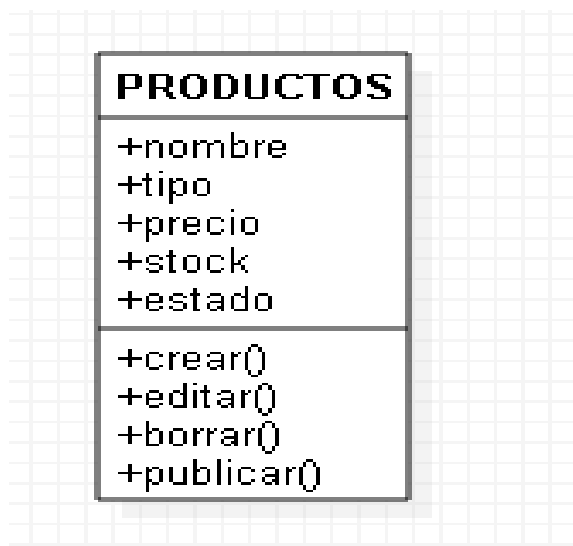 PRODUCTOS
+nombre
+tipo
+precio
+stock
+estado
+crear()
+editar()
+borrar()
+publicar()